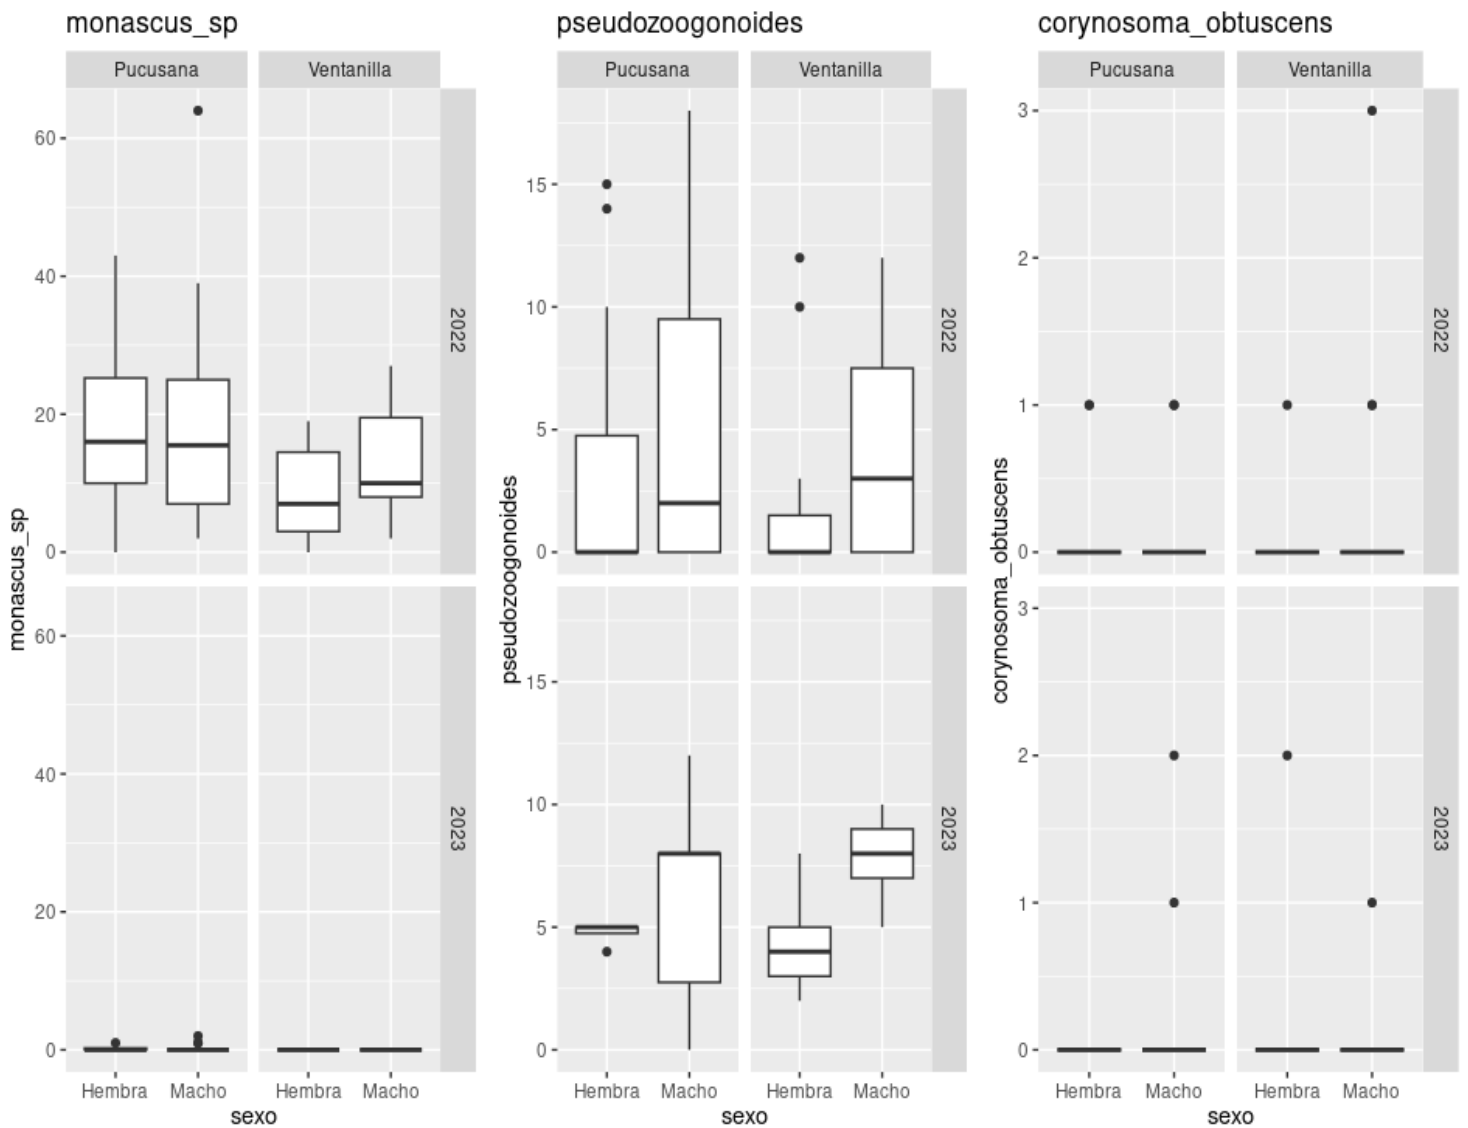 monascus_sp
Pucusana
Ventanilla
60
40
20
0
2022
60
40
20
0
2023
monascus_sp
Hembra
Macho
Hembra
Macho
sexo
pseudozoogonoides
Pucusana
Ventanilla
15
10
5
0
2022
15
10
5
0
2023
pseudozoogonoides
Hembra
Macho
Hembra
Macho
sexo
corynosoma_obtuscens
Pucusana
Ventanilla
3
2
1
0
2022
3
2
1
0
2023
corynosoma_obtuscens
Hembra
Macho
Hembra
Macho
sexo